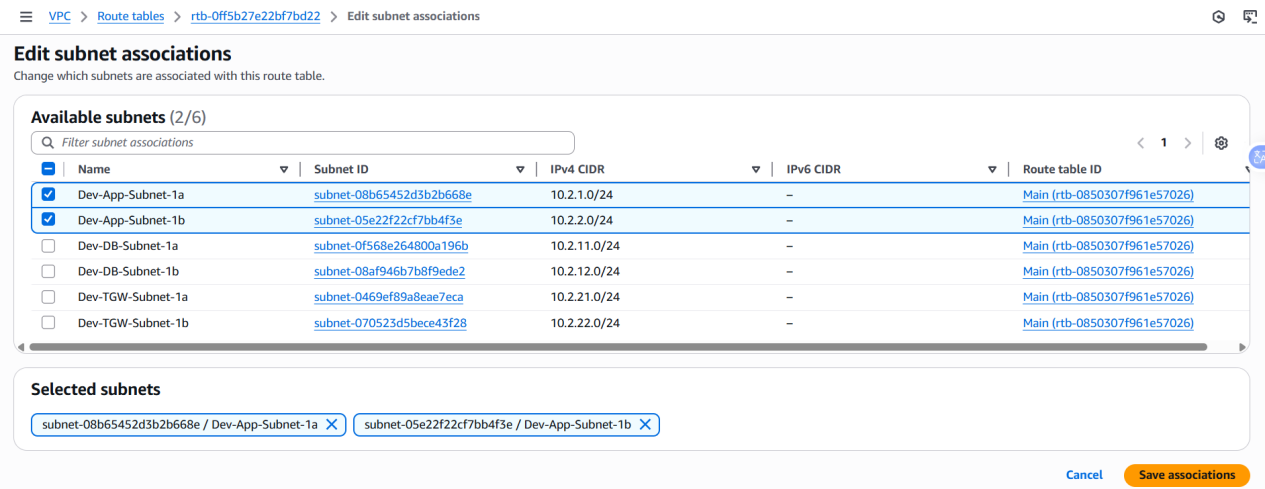 VPC > Route tables > rtb-0ff5b27e22bf7bd22 > Edit subnet associations
Edit subnet associations
Change which subnets are associated with this route table.
Available subnets (2/6)
Filter subnet associations
1
Name Subnet ID IPv4 CIDR IPv6 CIDR Route table ID
Dev-App-Subnet-1a subnet-08b65452d3b2b668e 10.2.1.0/24 – Main (rtb-0850307f961e57026)
Dev-App-Subnet-1b subnet-05e22f22cf7bb4f3e 10.2.2.0/24 – Main (rtb-0850307f961e57026)
Dev-DB-Subnet-1a subnet-0f568e264800a196b 10.2.11.0/24 – Main (rtb-0850307f961e57026)
Dev-DB-Subnet-1b subnet-08af946b7b8f9ede2 10.2.12.0/24 – Main (rtb-0850307f961e57026)
Dev-TGW-Subnet-1a subnet-0469ef89a8eae7eca 10.2.21.0/24 – Main (rtb-0850307f961e57026)
Dev-TGW-Subnet-1b subnet-070523d5bece43f28 10.2.22.0/24 – Main (rtb-0850307f961e57026)
Selected subnets
subnet-08b65452d3b2b668e / Dev-App-Subnet-1a subnet-05e22f22cf7bb4f3e / Dev-App-Subnet-1b
Cancel Save associations